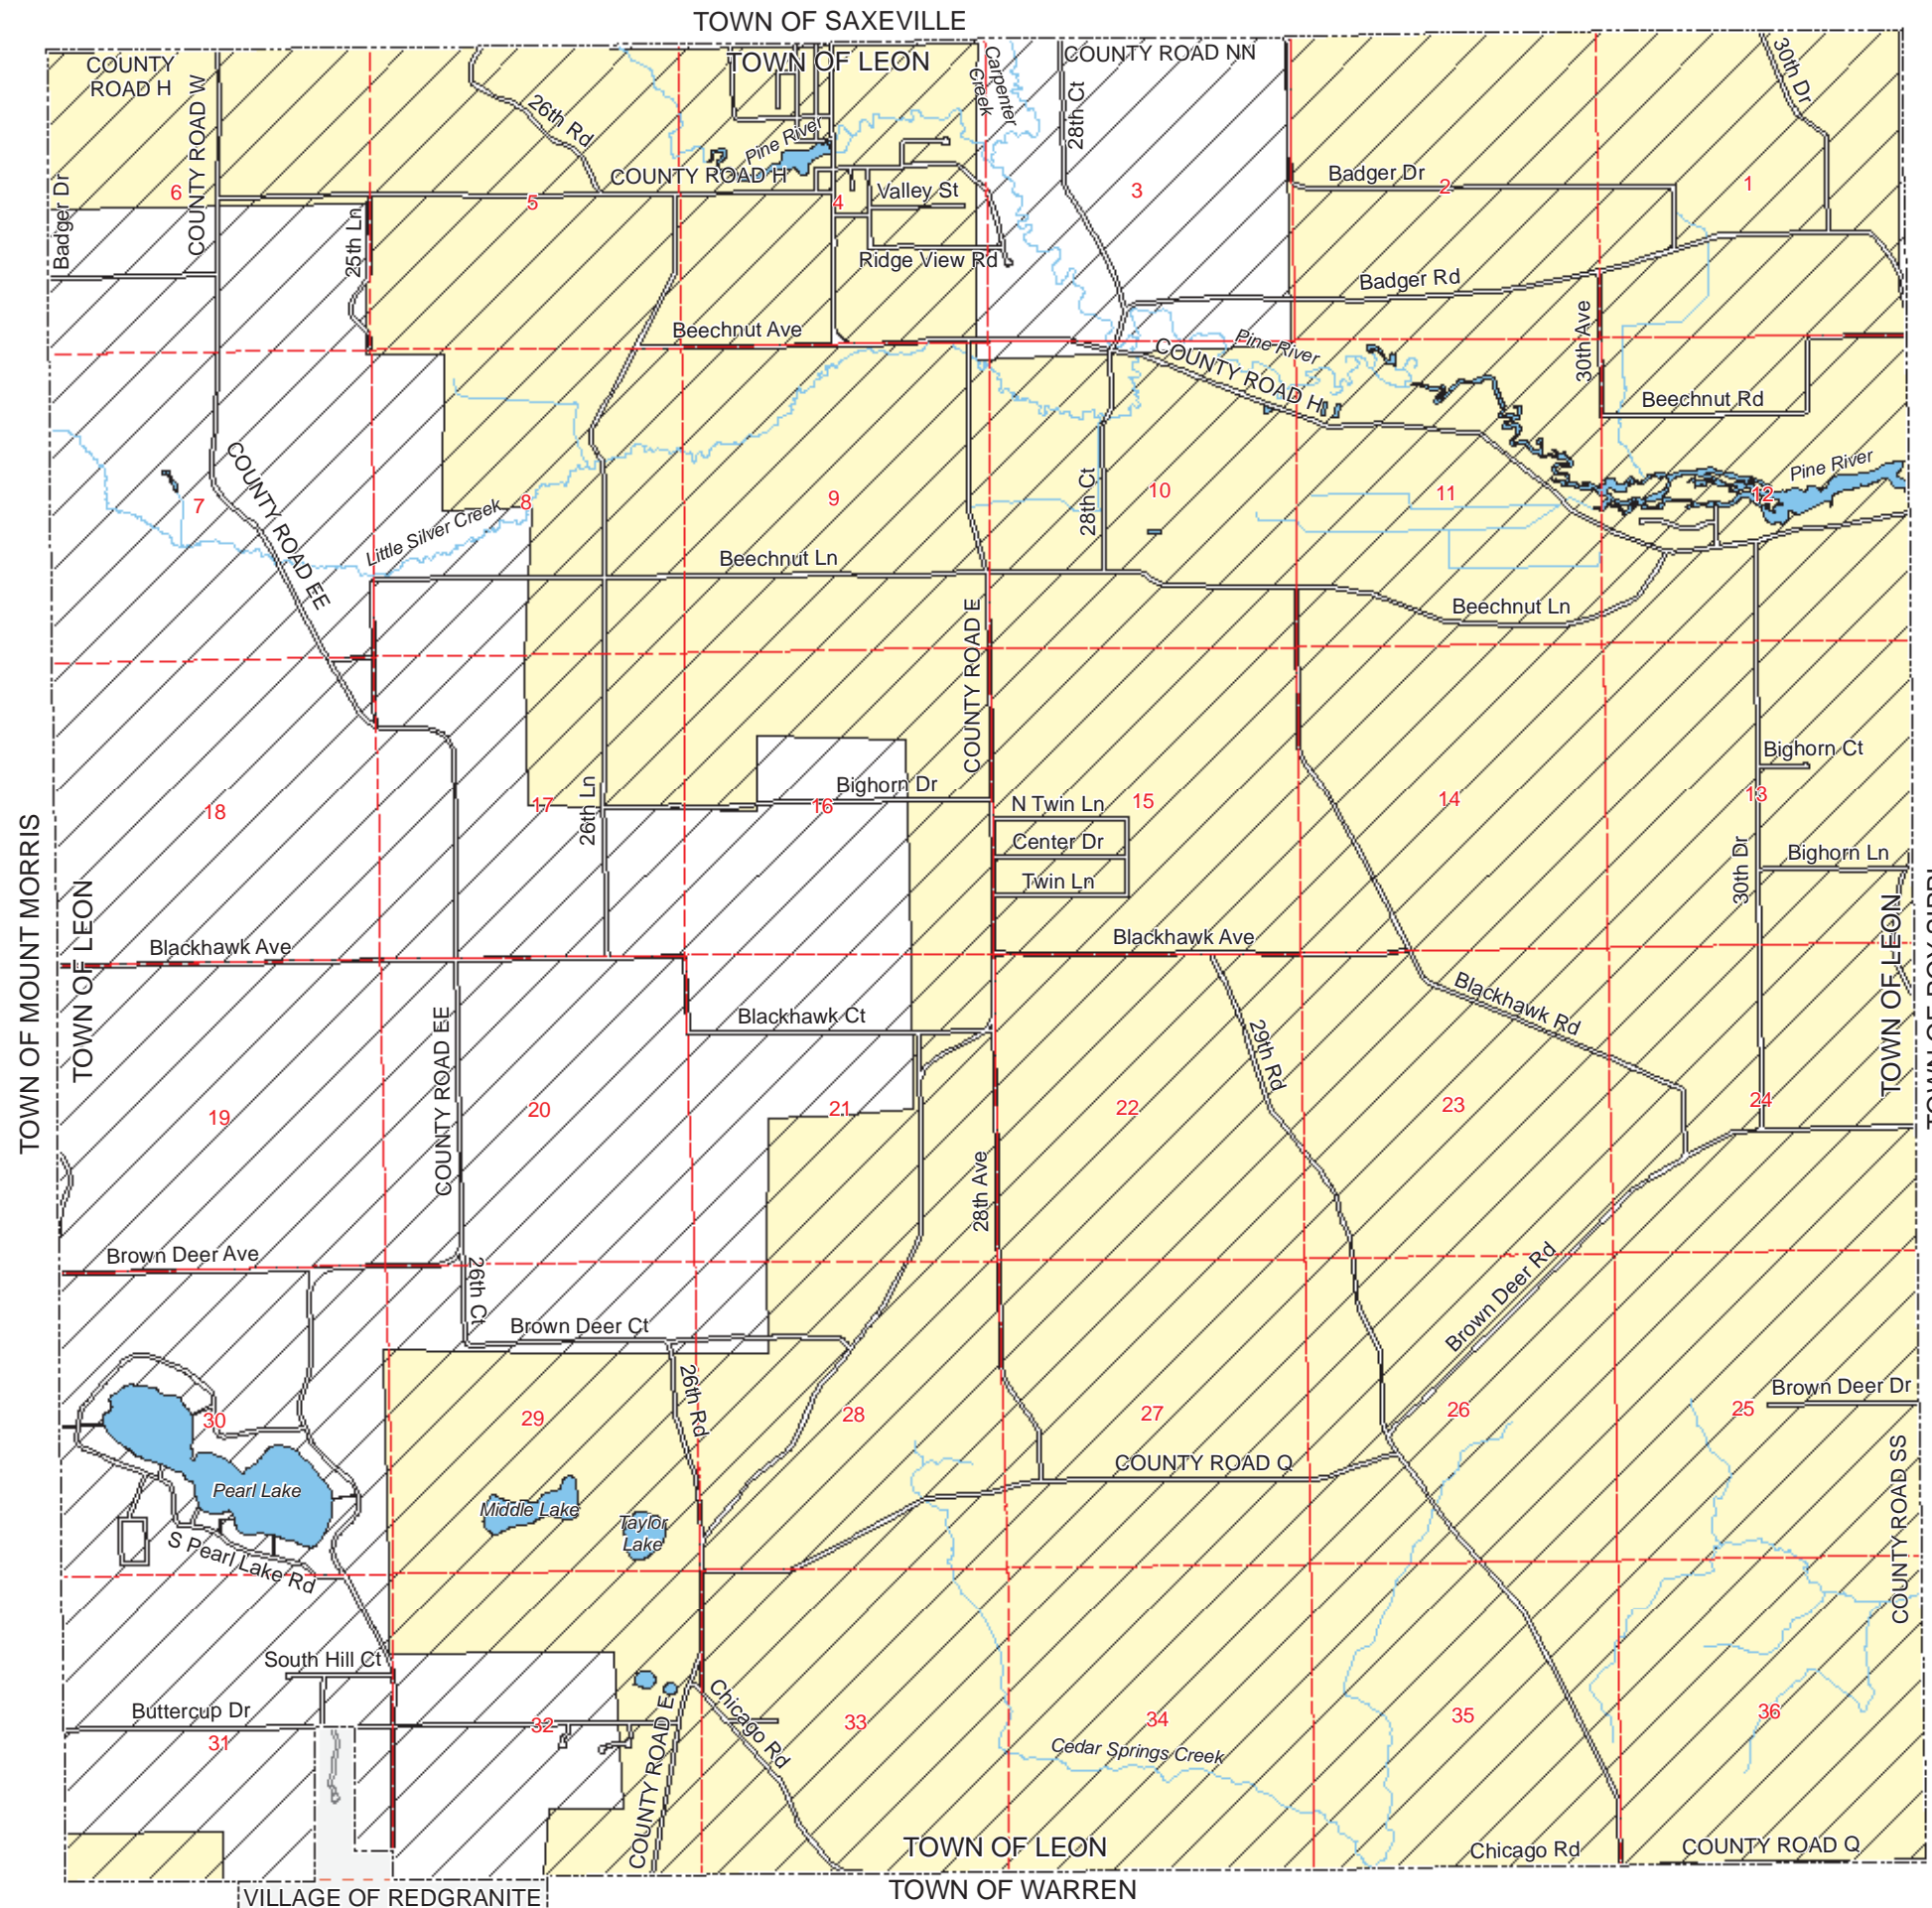 TOWN OF SAXEVILLE
COUNTY
ROAD H
TOWN OF LEON
COUNTY ROAD NN
30th Dr
COUNTY ROAD W
26th Rd
Pine River
Carpenter
Creek
28th Ct
Badger Dr
COUNTY ROAD H
Valley St
Badger Dr
6
5
4
3
2
1
25th Ln
Ridge View Rd
Badger Rd
Beechnut Ave
Pine River
30th Ave
COUNTY ROAD H
Beechnut Rd
COUNTY ROAD EE
Pine River
7
8
9
10
11
12
Little Silver Creek
28th Ct
Beechnut Ln
Beechnut Ln
COUNTY ROAD E
Bighorn Ct
26th Ln
Bighorn Dr
N Twin Ln
Center Dr
Twin Ln
18
17
16
15
14
13
30th Dr
Bighorn Ln
TOWN OF MOUNT MORRIS
TOWN OF LEON
TOWN OF LEON
Blackhawk Ave
Blackhawk Ave
Blackhawk Rd
COUNTY ROAD EE
Blackhawk Ct
29th Rd
19
20
21
22
23
24
28th Ave
Brown Deer Ave
26th Ct
Brown Deer Ct
Brown Deer Rd
26th Rd
Brown Deer Dr
30
29
28
27
26
25
COUNTY ROAD Q
COUNTY ROAD SS
Pearl Lake
Middle Lake
Taylor
Lake
S Pearl Lake Rd
South Hill Ct
Buttercup Dr
COUNTY ROAD E
Chicago Rd
31
32
33
34
35
36
Cedar Springs Creek
TOWN OF LEON
Chicago Rd
COUNTY ROAD Q
VILLAGE OF REDGRANITE
TOWN OF WARREN